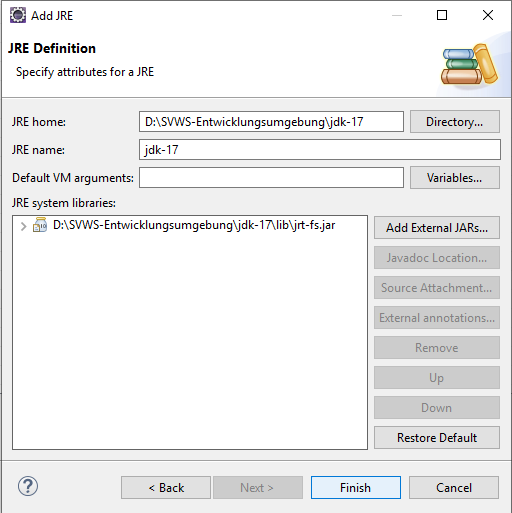 Add JRE
JRE Definition
Specify attributes for a JRE
JRE home: D:\SVWS-Entwicklungsumgebung\jdk-17 Directory...
JRE name: jdk-17
Default VM arguments: Variables...
JRE system libraries:
D:\SVWS-Entwicklungsumgebung\jdk-17\lib\jrt-fs.jar
Add External JARs...
Javadoc Location...
Source Attachment...
External annotations...
Remove
Up
Down
Restore Default
? < Back Next > Finish Cancel